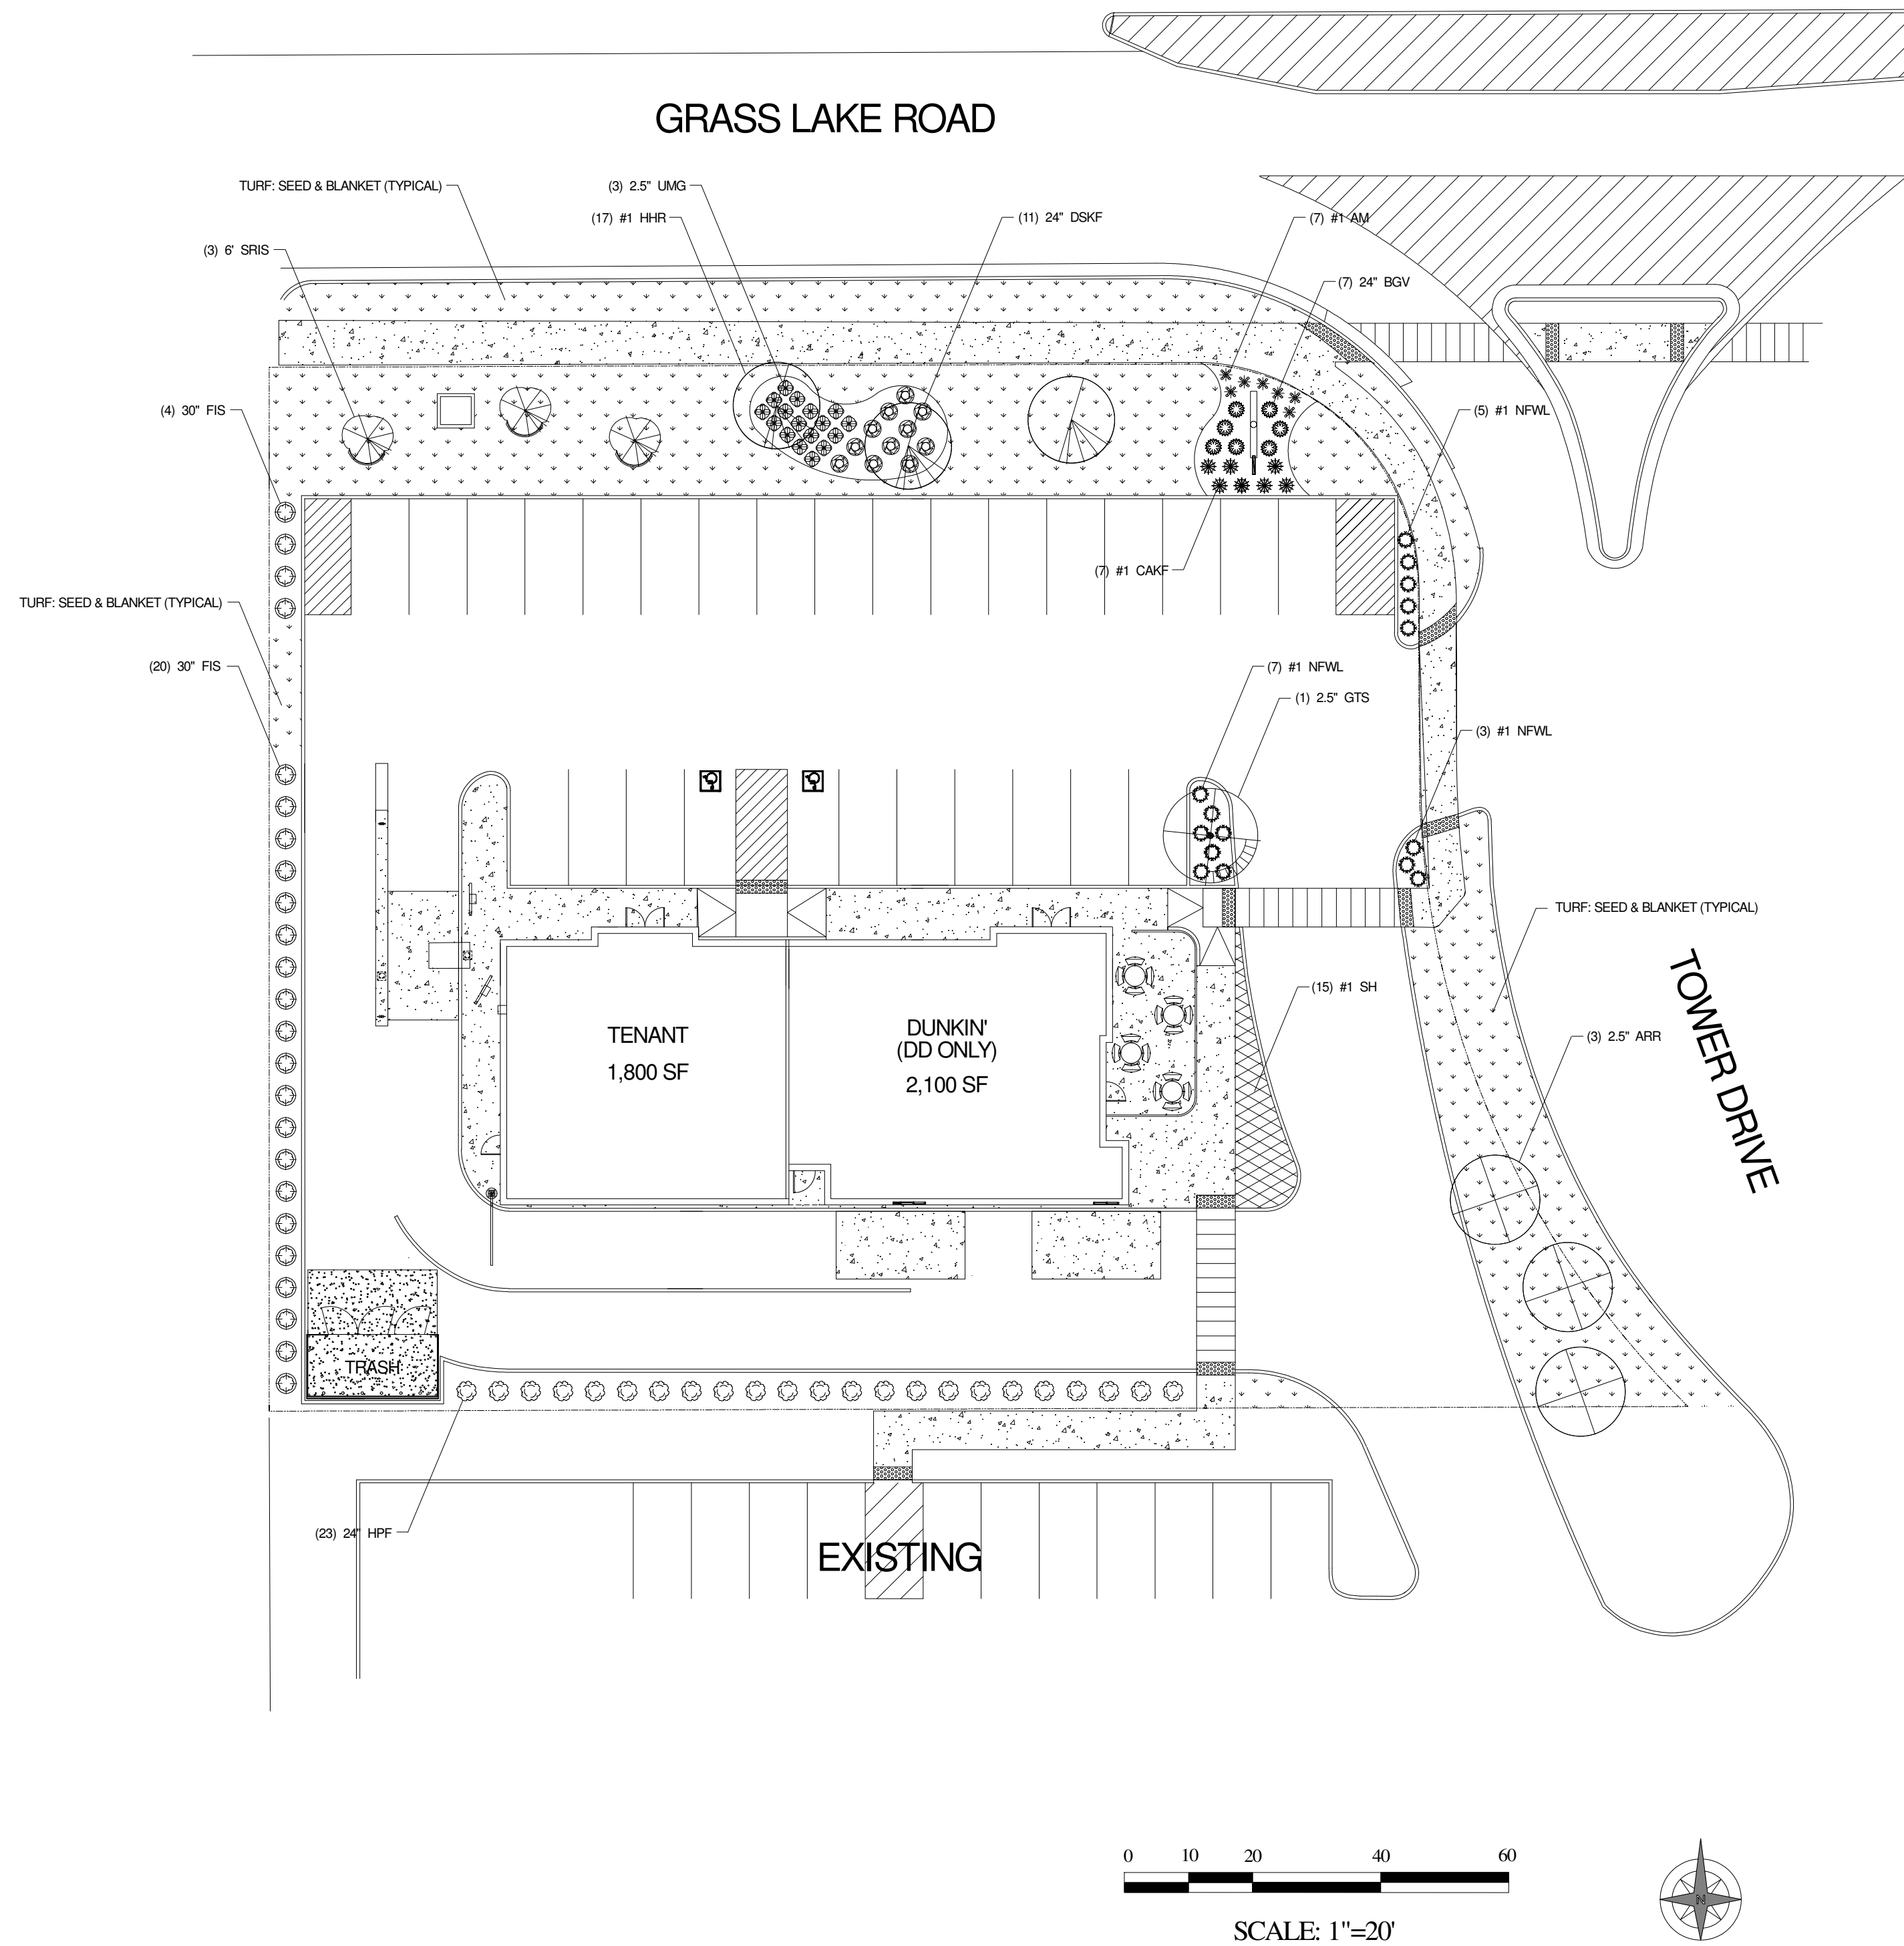 GRASS LAKE ROAD
TURF: SEED & BLANKET (TYPICAL)
(3) 2.5" UMG
(17) #1 HHR
(11) 24" DSKF
(7) #1 AM
(3) 6' SRIS
(7) 24" BGV
(4) 30" FIS
(5) #1 NFWL
(7) #1 CAKF
TURF: SEED & BLANKET (TYPICAL)
(20) 30" FIS
(7) #1 NFWL
(1) 2.5" GTS
(3) #1 NFWL
TURF: SEED & BLANKET (TYPICAL)
TOWER DRIVE
(15) #1 SH
TENANT
1,800 SF
DUNKIN'
(DD ONLY)
2,100 SF
(3) 2.5" ARR
TRASH
(23) 24" HPF
EXISTING
0 10 20 40 60
SCALE: 1"=20'
N